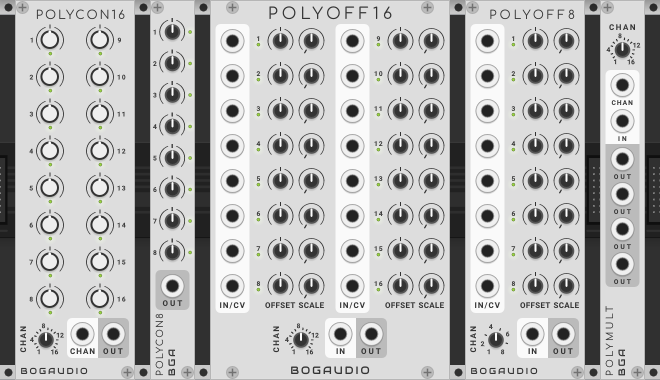 POLYCON16
1 9
2 10
3 11
4 12
5 13
6 14
7 15
8 16
CHAN
4 8 12
1 16
CHAN OUT
BOGAUDIO
1
2
3
4
5
6
7
8
OUT
POLYCON8
BGA
POLYOFF16
1 9
2 10
3 11
4 12
5 13
6 14
7 15
8 16
IN/CV OFFSET SCALE IN/CV OFFSET SCALE
CHAN
4 8 12
1 16
IN OUT
BOGAUDIO
POLYOFF8
1
2
3
4
5
6
7
8
IN/CV OFFSET SCALE
CHAN
2 4 6
1 8
IN OUT
BOGAUDIO
CHAN
4 8 12
1 16
CHAN
IN
OUT
OUT
OUT
OUT
POLYMULT
BGA